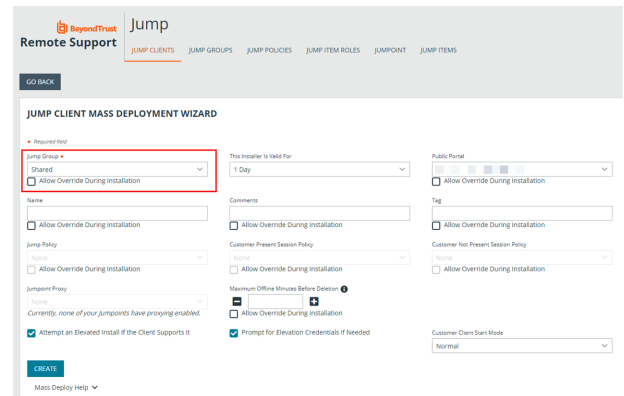 BeyondTrust
Remote Support
Jump
JUMP CLIENTS JUMP GROUPS JUMP POLICIES JUMP ITEM ROLES JUMPOINT JUMP ITEMS
GO BACK
JUMP CLIENT MASS DEPLOYMENT WIZARD
Required field
Jump Group
This Installer Is Valid For
Public Portal
Shared
1 Day
Allow Override During Installation
Allow Override During Installation
Name
Comments
Tag
Allow Override During Installation
Allow Override During Installation
Allow Override During Installation
Jump Policy
Customer Present Session Policy
Customer Not Present Session Policy
None
None
None
Allow Override During Installation
Allow Override During Installation
Allow Override During Installation
Jumpoint Proxy
Maximum Offline Minutes Before Deletion
None
Currently, none of your Jumpoints have proxying enabled.
Allow Override During Installation
Attempt an Elevated Install if the Client Supports It
Prompt for Elevation Credentials If Needed
Customer Client Start Mode
Normal
CREATE
Mass Deploy Help